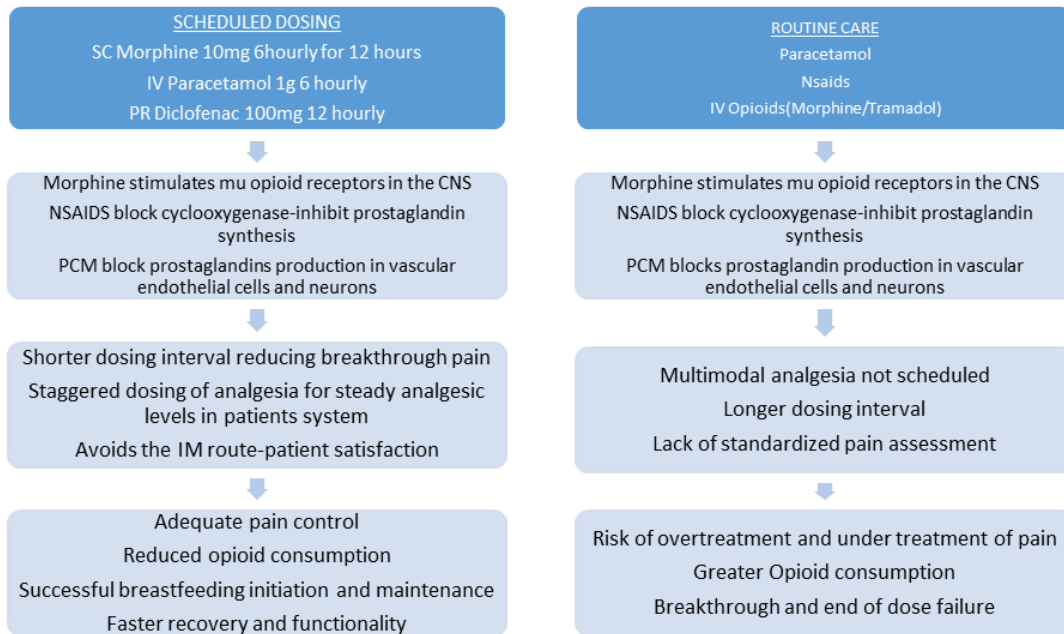 SCHEDULED DOSING
SC Morphine 10mg 6hourly for 12 hours
IV Paracetamol 1g 6 hourly
PR Diclofenac 100mg 12 hourly
Morphine stimulates mu opioid receptors in the CNS
NSAIDS block cyclooxygenase-inhibit prostaglandin
synthesis
PCM block prostaglandins production in vascular
endothelial cells and neurons
Shorter dosing interval reducing breakthrough pain
Staggered dosing of analgesia for steady analgesic
levels in patients system
Avoids the IM route-patient satisfaction
Adequate pain control
Reduced opioid consumption
Successful breastfeeding initiation and maintenance
Faster recovery and functionality
ROUTINE CARE
Paracetamol
Nsaids
IV Opioids(Morphine/Tramadol)
Morphine stimulates mu opioid receptors in the CNS
NSAIDS block cyclooxygenase-inhibit prostaglandin
synthesis
PCM blocks prostaglandin production in vascular
endothelial cells and neurons
Multimodal analgesia not scheduled
Longer dosing interval
Lack of standardized pain assessment
Risk of overtreatment and under treatment of pain
Greater Opioid consumption
Breakthrough and end of dose failure